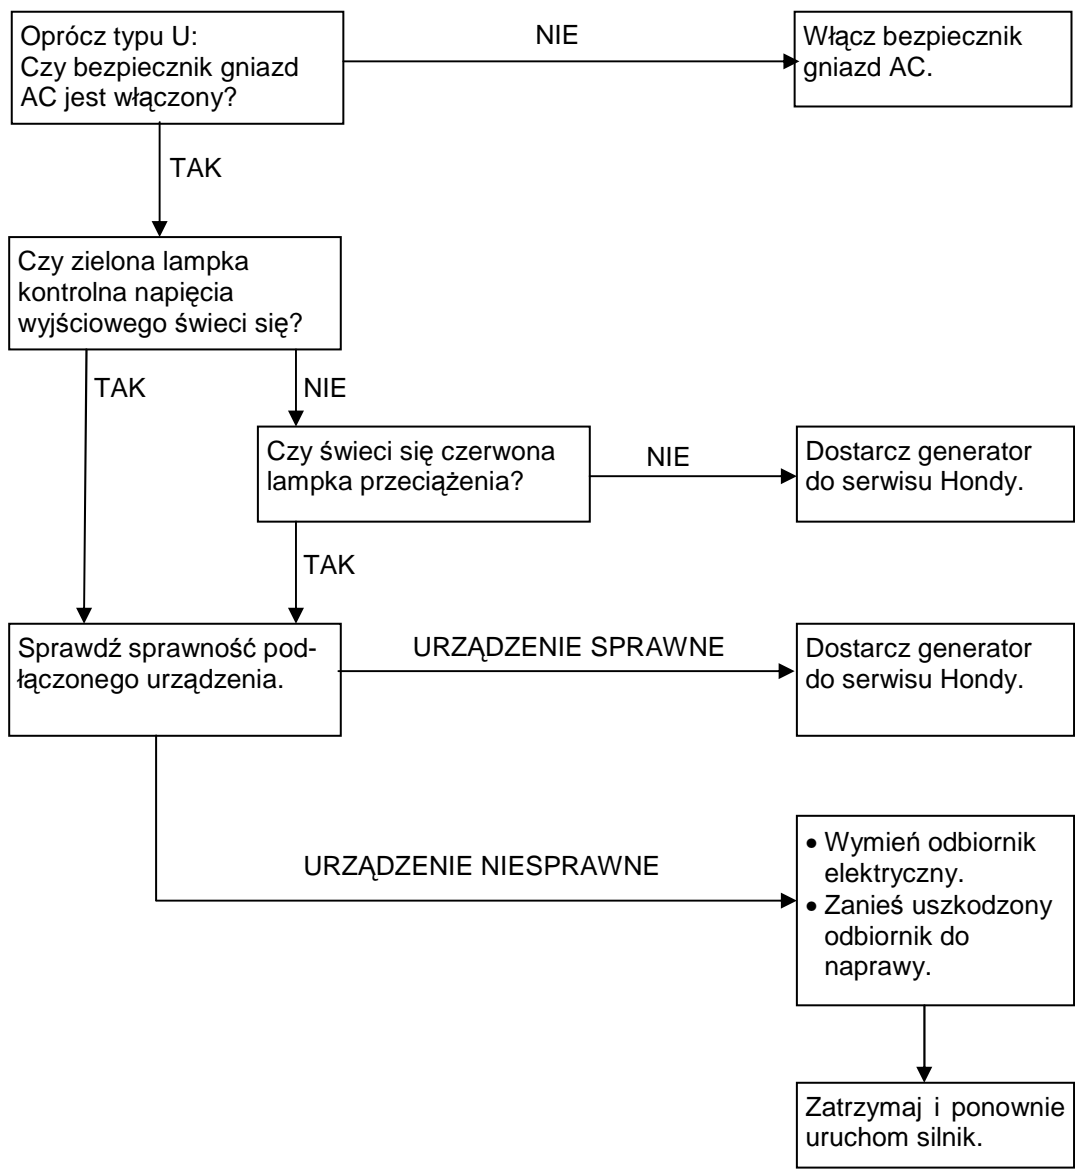 Oprócz typu U:
Czy bezpiecznik gniazd
AC jest włączony?
NIE
Włącz bezpiecznik
gniazd AC.
TAK
Czy zielona lampka
kontrolna napięcia
wyjściowego świeci się?
TAK
NIE
Czy świeci się czerwona
lampka przeciążenia?
NIE
Dostarcz generator
do serwisu Hondy.
TAK
Sprawdź sprawność pod-
łączonego urządzenia.
URZĄDZENIE SPRAWNE
Dostarcz generator
do serwisu Hondy.
URZĄDZENIE NIESPRAWNE
• Wymień odbiornik
elektryczny.
• Zanieś uszkodzony
odbiornik do
naprawy.
Zatrzymaj i ponownie
uruchom silnik.